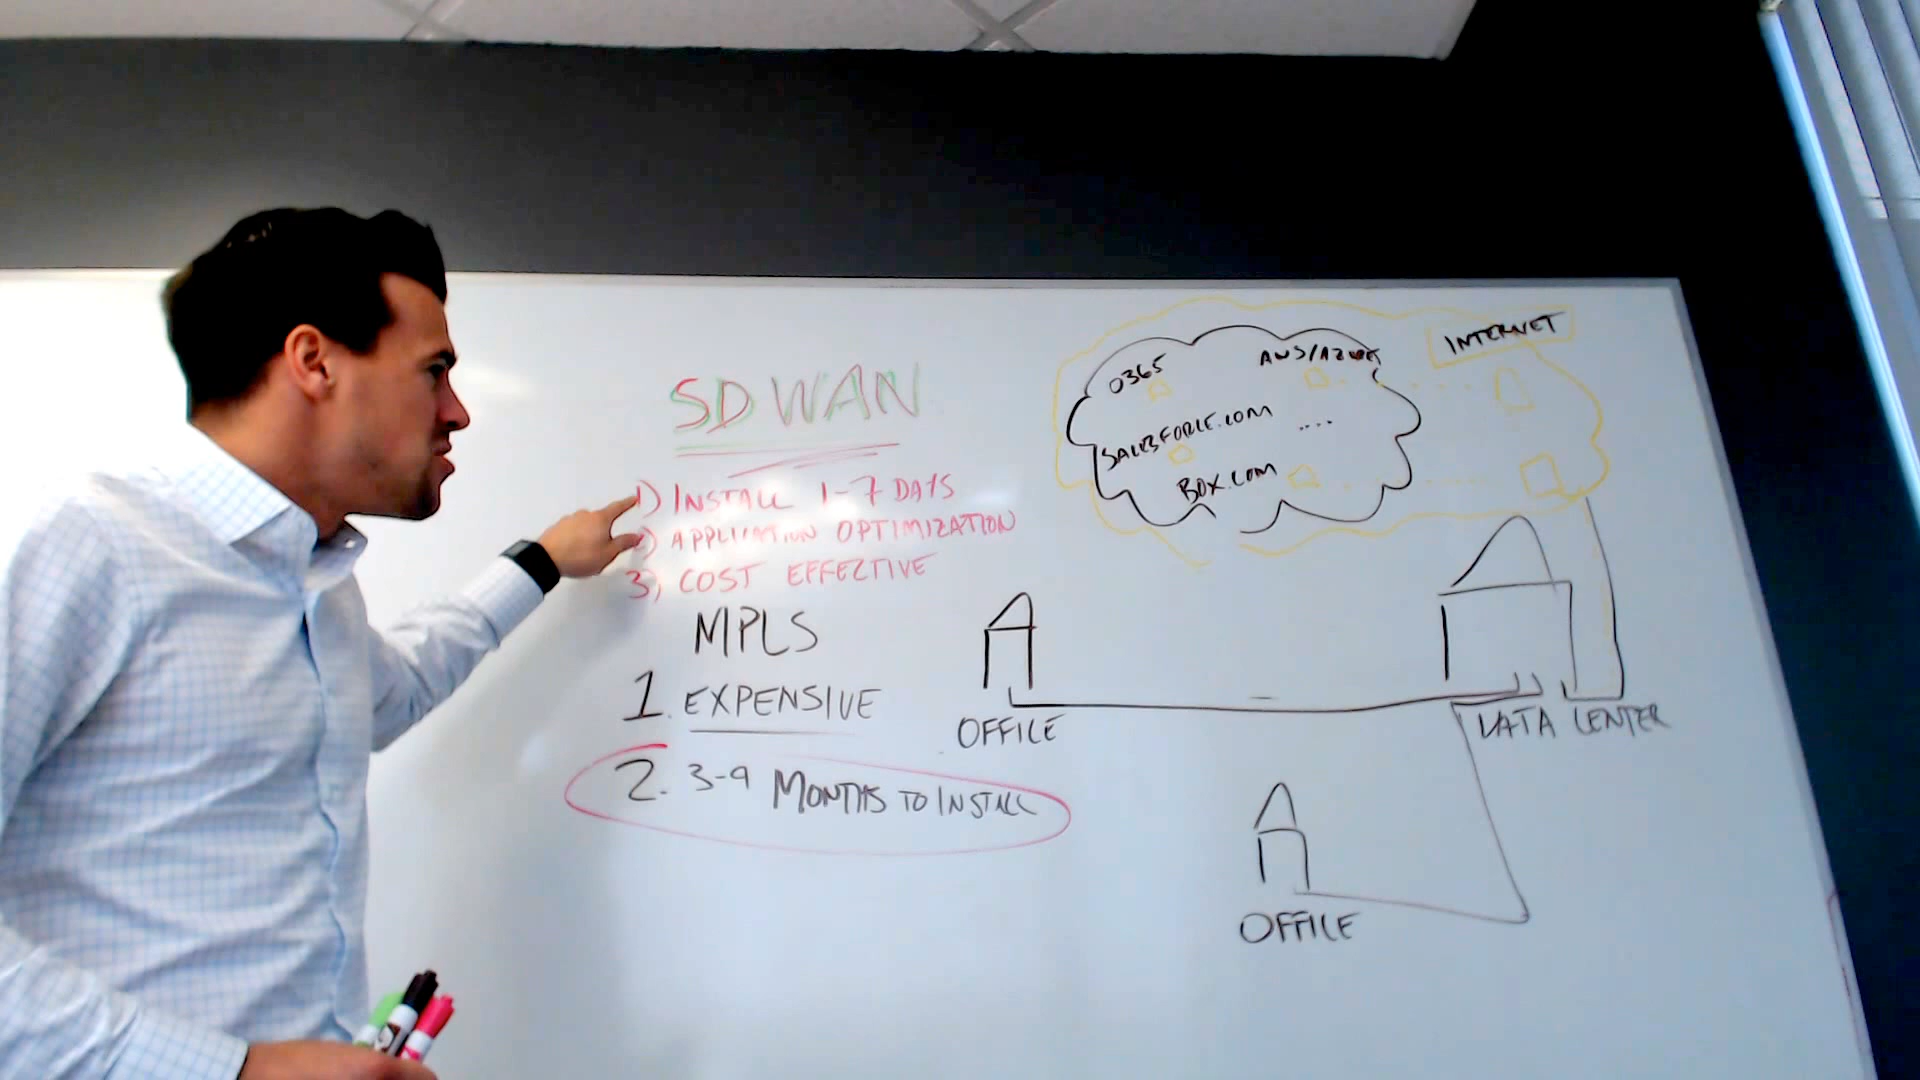 SD WAN
1) INSTALL 1-7 DAYS
2) APPLICATION OPTIMIZATION
3) COST EFFECTIVE
MPLS
1. EXPENSIVE
2. 3-9 MONTHS TO INSTALL
INTERNET
O365
AWS/AZURE
SALESFORCE.COM
....
BOX.COM
OFFICE
DATA CENTER
OFFICE